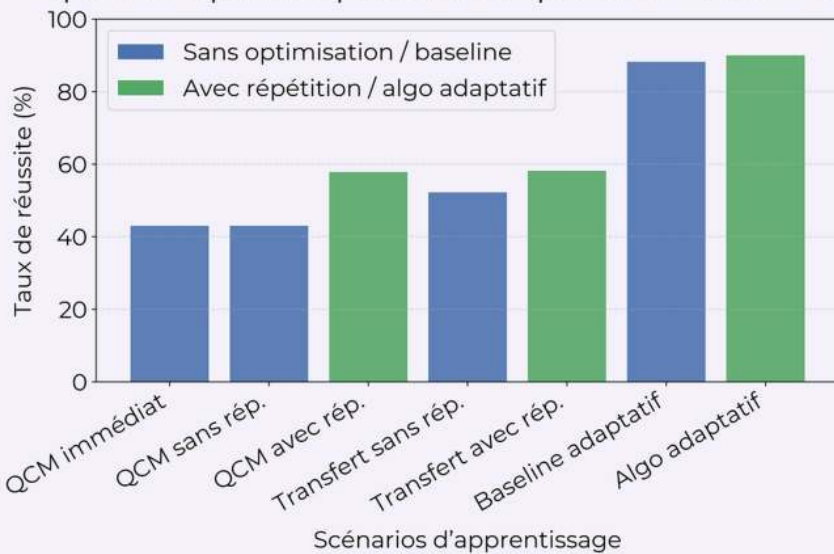 100
80
60
40
20
0
Taux de réussite (%)
Sans optimisation / baseline
Avec répétition / algo adaptatif
QCM immédiat
QCM sans rép.
QCM avec rép.
Transfert sans rép.
Transfert avec rép.
Baseline adaptatif
Algo adaptatif
Scénarios d’apprentissage